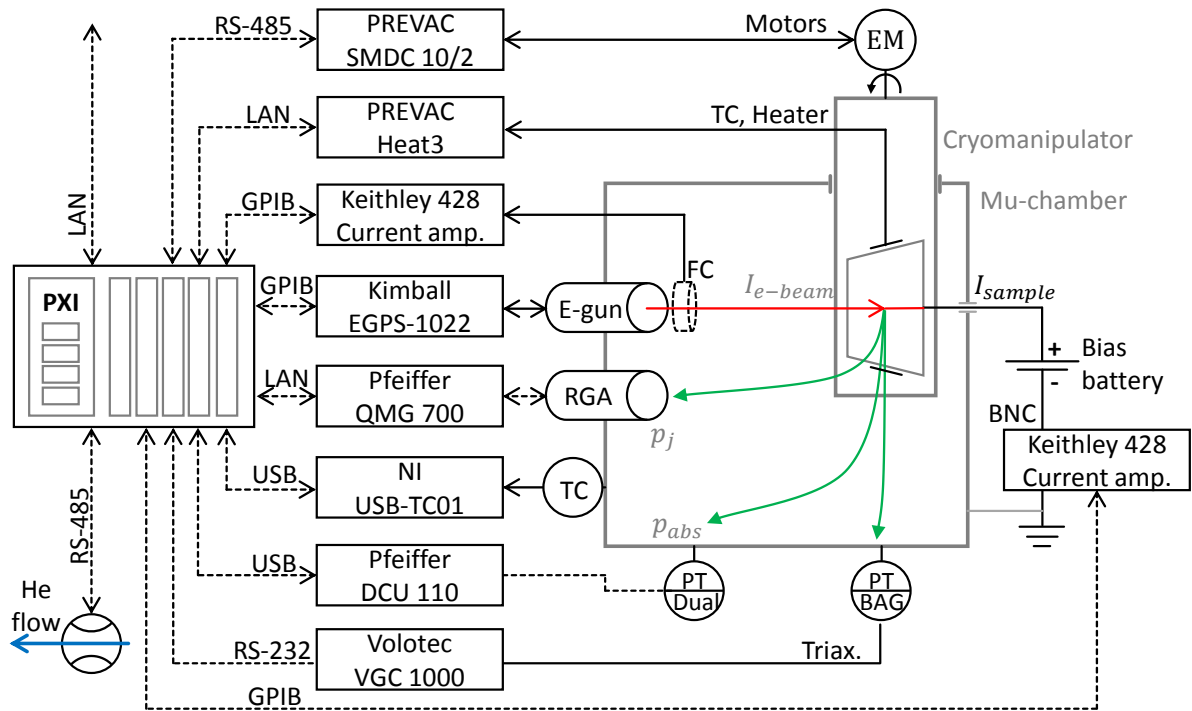 RS-485
PREVAC
SMDC 10/2
Motors
EM
LAN
PREVAC
Heat3
TC, Heater
Cryomanipulator
Mu-chamber
LAN
GPIB
Keithley 428
Current amp.
FC
PXI
GPIB
Kimball
EGPS-1022
E-gun
I_{e-beam}
I_{sample}
+
-
Bias
battery
LAN
Pfeiffer
QMG 700
RGA
p_j
BNC
Keithley 428
Current amp.
USB
NI
USB-TC01
TC
p_{abs}
RS-485
USB
Pfeiffer
DCU 110
PT
Dual
PT
BAG
He
flow
RS-232
Volotec
VGC 1000
Triax.
GPIB